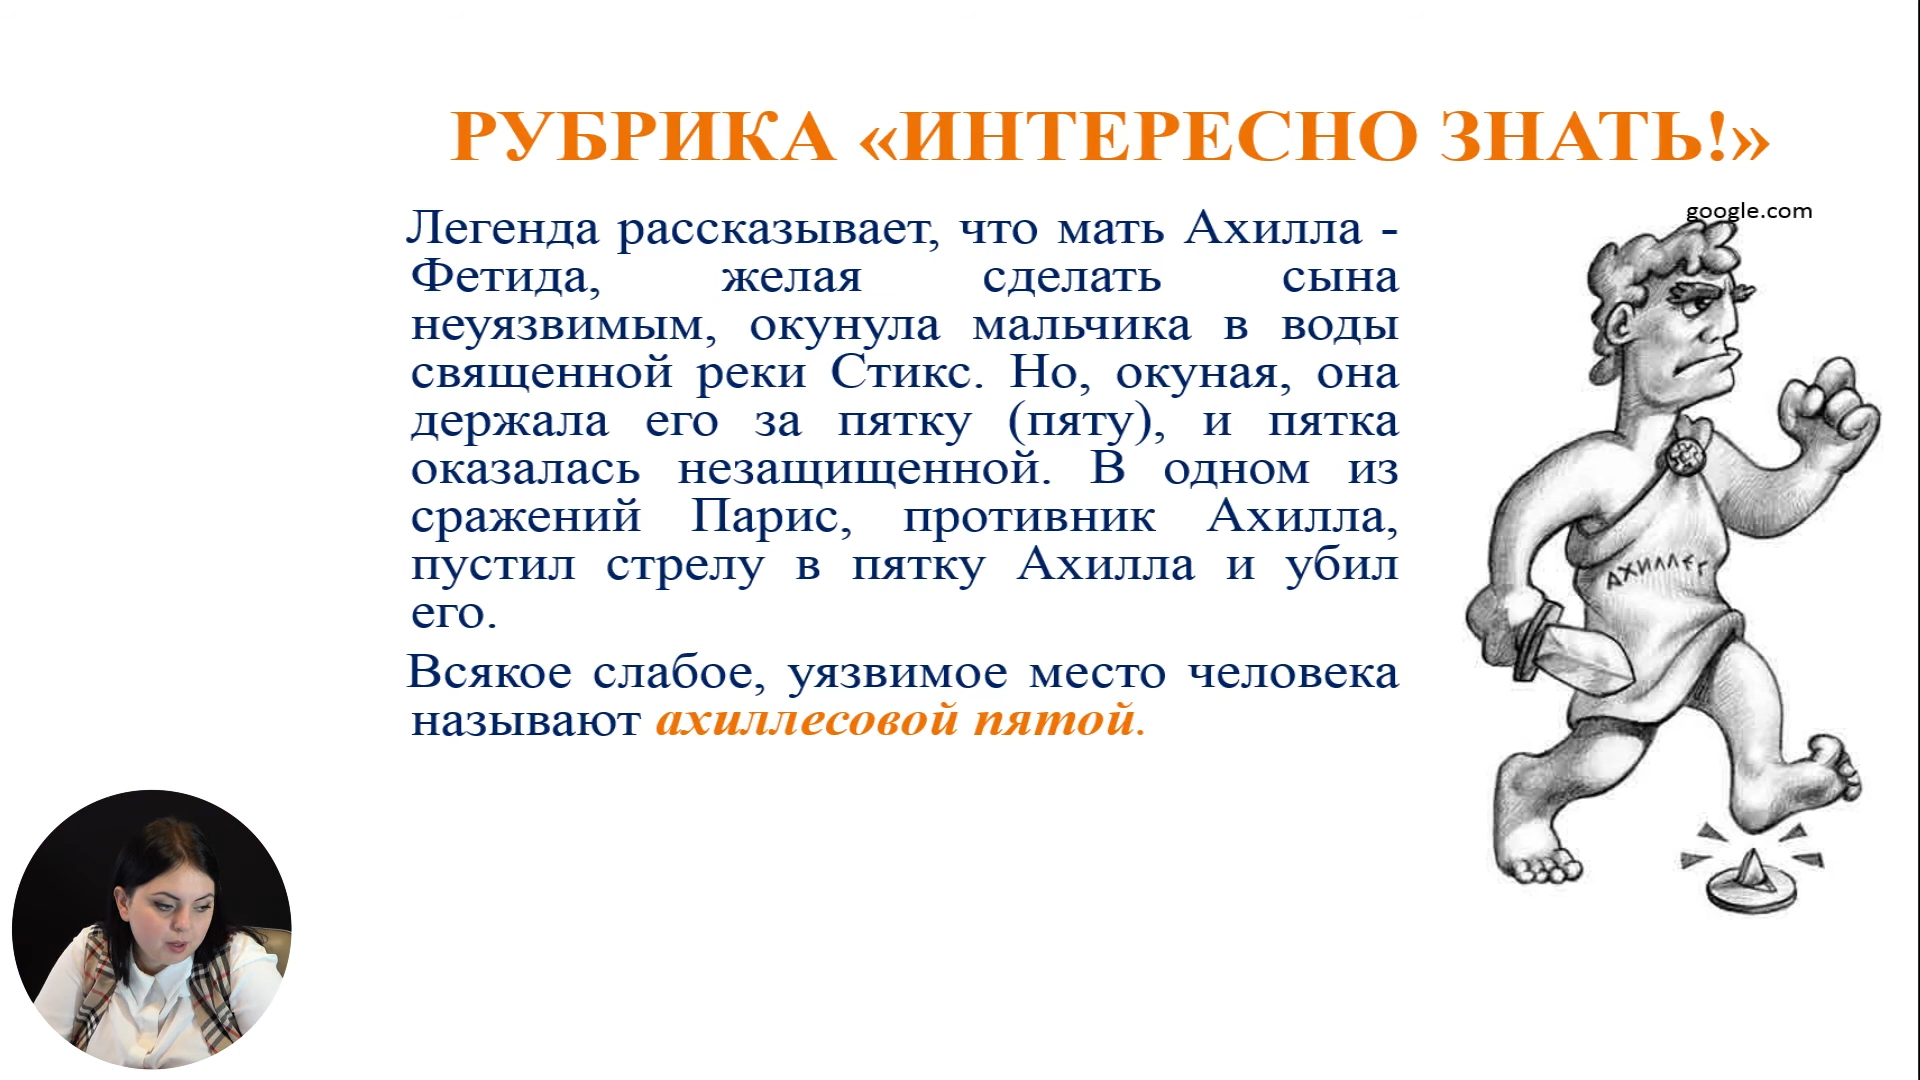 РУБРИКА «ИНТЕРЕСНО ЗНАТЬ!»
google.com
Легенда рассказывает, что мать Ахилла -
Фетида, желая сделать сына
неуязвимым, окунула мальчика в воды
священной реки Стикс. Но, окуная, она
держала его за пятку (пяту), и пятка
оказалась незащищенной. В одном из
сражений Парис, противник Ахилла,
пустил стрелу в пятку Ахилла и убил
его.
Всякое слабое, уязвимое место человека
называют ахиллесовой пятой.
АХИЛЛЕС